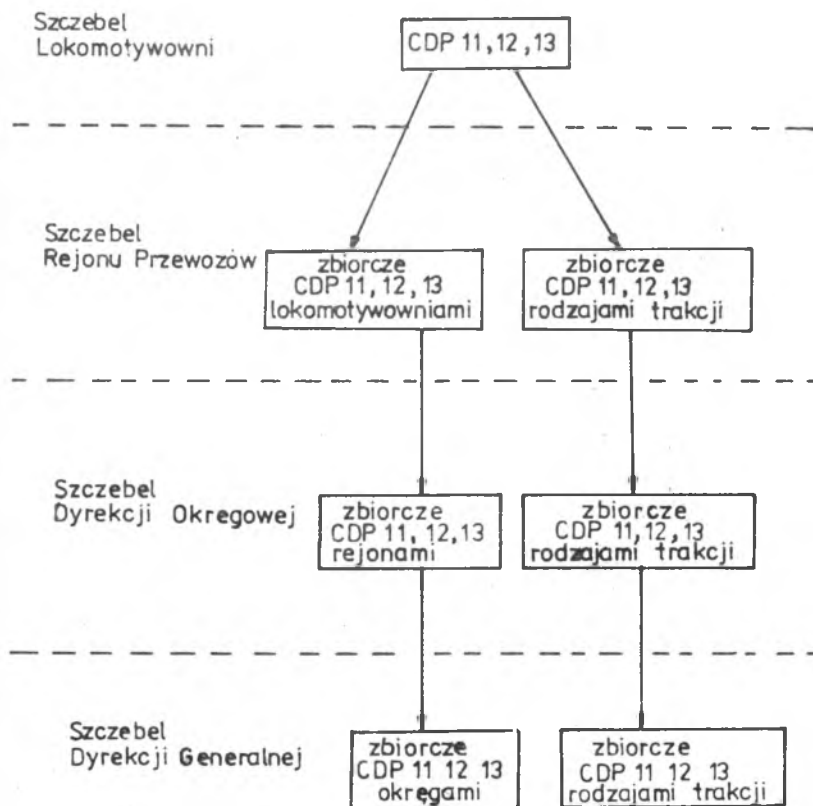 Szczebel
Lokomotywowni
CDP 11, 12, 13
Szczebel
Rejonu Przewozów
zbiorcze
CDP 11, 12, 13
lokomotywowniami
zbiorcze
CDP 11, 12, 13
rodzajami trakcji
Szczebel
Dyrekcji Okręgowej
zbiorcze
CDP 11, 12, 13
rejonami
zbiorcze
CDP 11, 12, 13
rodzajami trakcji
Szczebel
Dyrekcji Generalnej
zbiorcze
CDP 11 12 13
okręgami
zbiorcze
CDP 11 12 13
rodzajami trakcji